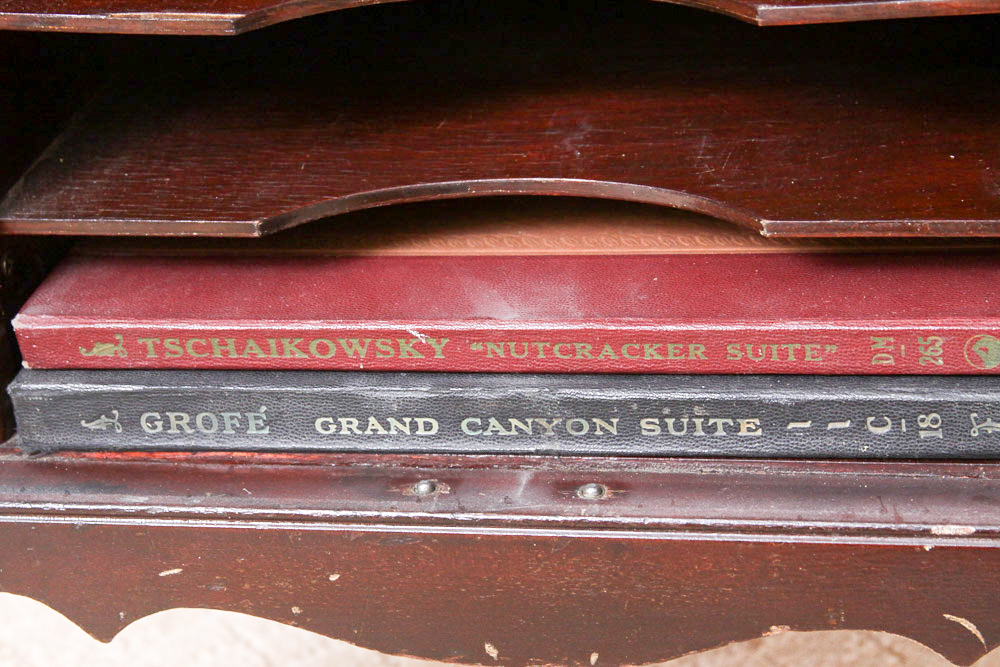 TSCHAIKOWSKY "NUTCRACKER SUITE" DM-265
GROFÉ GRAND CANYON SUITE - - C-18